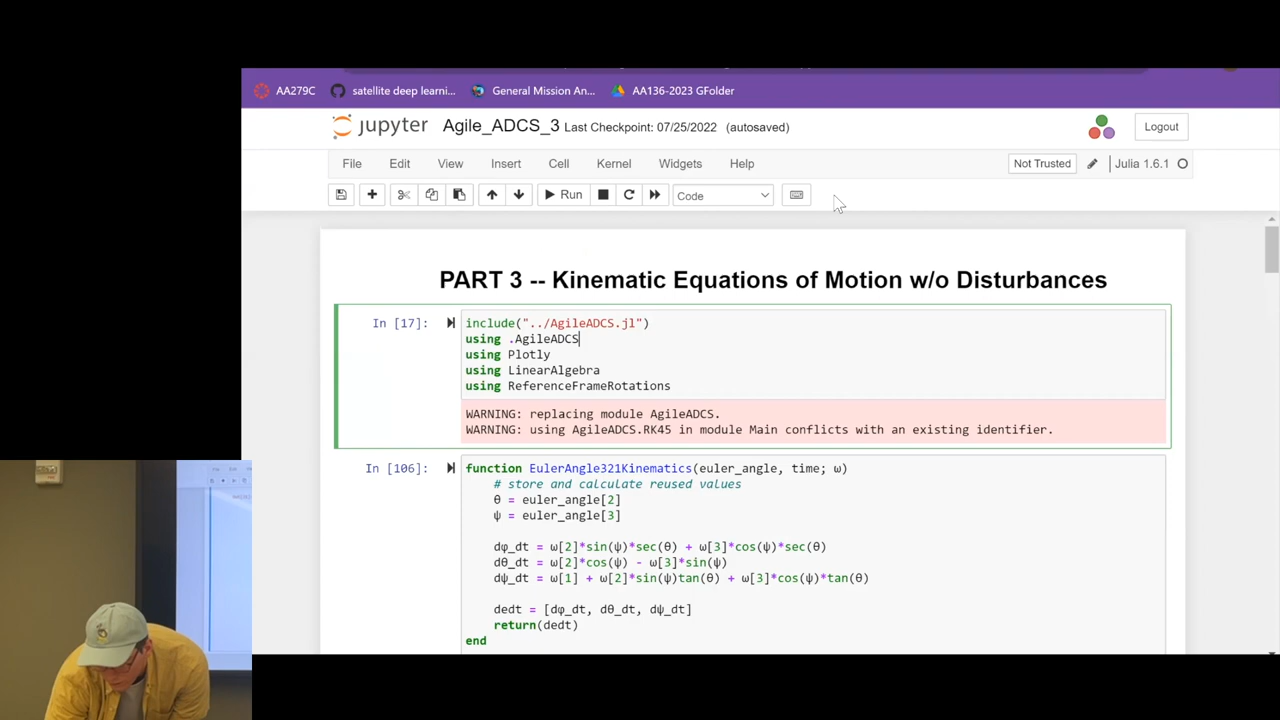 AA279C satellite deep learni... General Mission An... AA136-2023 GFolder
jupyter Agile_ADCS_3 Last Checkpoint: 07/25/2022 (autosaved) Logout
File Edit View Insert Cell Kernel Widgets Help Not Trusted Julia 1.6.1
Run Code
PART 3 -- Kinematic Equations of Motion w/o Disturbances
In [17]: include("../AgileADCS.jl")
using .AgileADCS
using Plotly
using LinearAlgebra
using ReferenceFrameRotations
WARNING: replacing module AgileADCS.
WARNING: using AgileADCS.RK45 in module Main conflicts with an existing identifier.
In [106]: function EulerAngle321Kinematics(euler_angle, time; ω)
# store and calculate reused values
θ = euler_angle[2]
ψ = euler_angle[3]
dφ_dt = ω[2]*sin(ψ)*sec(θ) + ω[3]*cos(ψ)*sec(θ)
dθ_dt = ω[2]*cos(ψ) - ω[3]*sin(ψ)
dψ_dt = ω[1] + ω[2]*sin(ψ)tan(θ) + ω[3]*cos(ψ)*tan(θ)
dedt = [dφ_dt, dθ_dt, dψ_dt]
return(dedt)
end